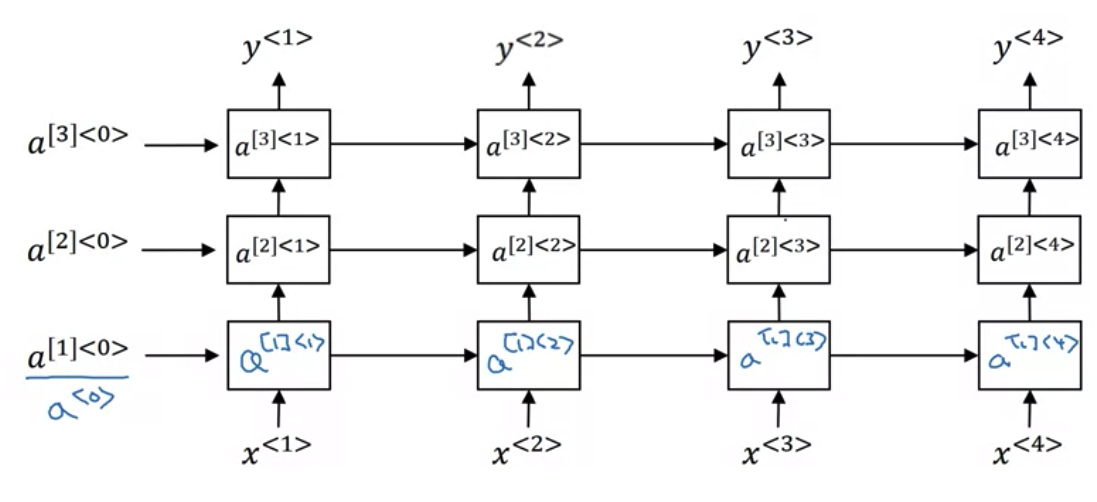 y<1> y<2> y<3> y<4>
a[3]<0> a[3]<1> a[3]<2> a[3]<3> a[3]<4>
a[2]<0> a[2]<1> a[2]<2> a[2]<3> a[2]<4>
a[1]<0> a[1]<1> a[1]<2> a[1]<3> a[1]<4>
a<0>
x<1> x<2> x<3> x<4>